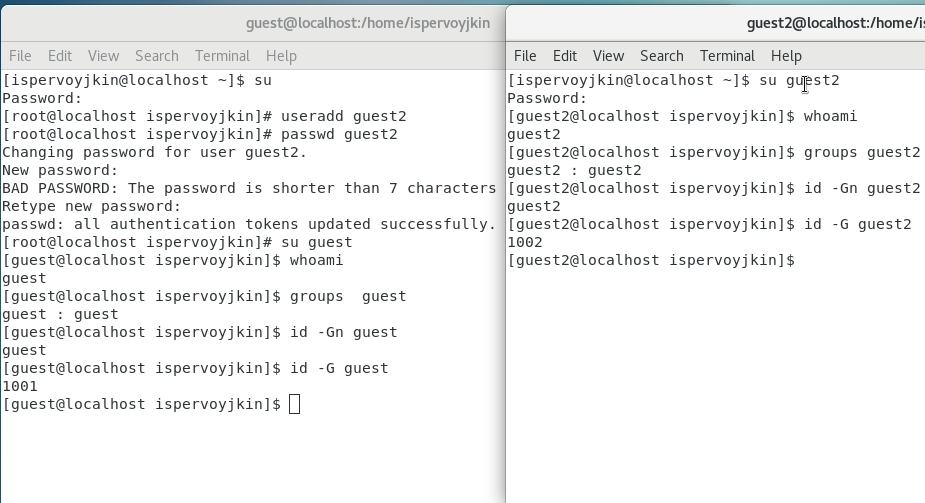 guest@localhost:/home/ispervoyjkin
File Edit View Search Terminal Help
[ispervoyjkin@localhost ~]$ su
Password:
[root@localhost ispervoyjkin]# useradd guest2
[root@localhost ispervoyjkin]# passwd guest2
Changing password for user guest2.
New password:
BAD PASSWORD: The password is shorter than 7 characters
Retype new password:
passwd: all authentication tokens updated successfully.
[root@localhost ispervoyjkin]# su guest
[guest@localhost ispervoyjkin]$ whoami
guest
[guest@localhost ispervoyjkin]$ groups  guest
guest : guest
[guest@localhost ispervoyjkin]$ id -Gn guest
guest
[guest@localhost ispervoyjkin]$ id -G guest
1001
[guest@localhost ispervoyjkin]$
guest2@localhost:/home/is
File Edit View Search Terminal Help
[ispervoyjkin@localhost ~]$ su guest2
Password:
[guest2@localhost ispervoyjkin]$ whoami
guest2
[guest2@localhost ispervoyjkin]$ groups guest2
guest2 : guest2
[guest2@localhost ispervoyjkin]$ id -Gn guest2
guest2
[guest2@localhost ispervoyjkin]$ id -G guest2
1002
[guest2@localhost ispervoyjkin]$